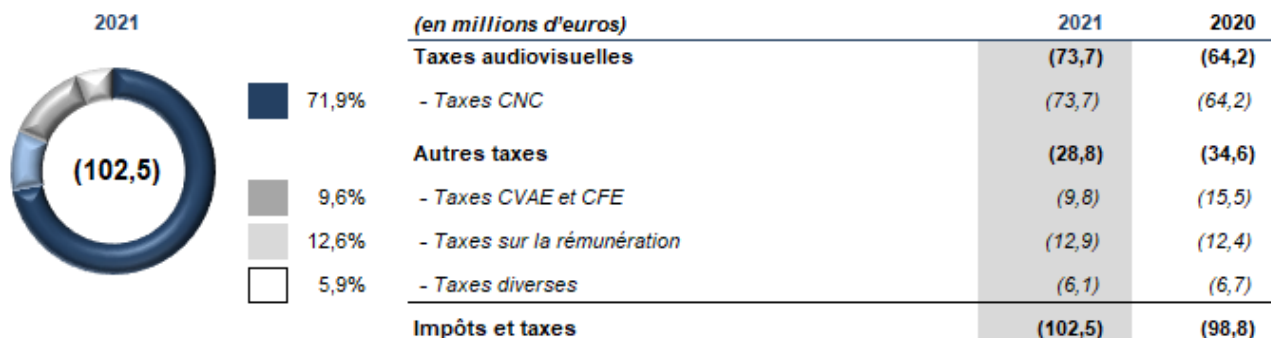 2021 (en millions d'euros) 2021 2020
Taxes audiovisuelles (73,7) (64,2)
71,9% - Taxes CNC (73,7) (64,2)
(102,5) Autres taxes (28,8) (34,6)
9,6% - Taxes CVAE et CFE (9,8) (15,5)
12,6% - Taxes sur la rémunération (12,9) (12,4)
5,9% - Taxes diverses (6,1) (6,7)
Impôts et taxes (102,5) (98,8)